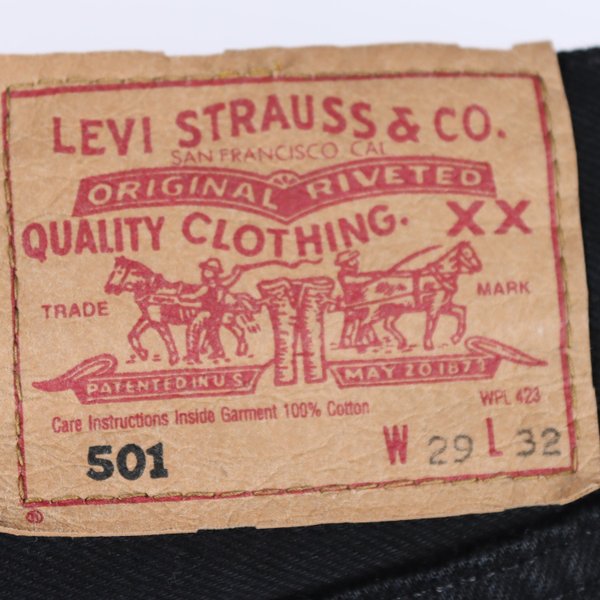 LEVI STRAUSS & CO.
SAN FRANCISCO CAL
ORIGINAL RIVETED
QUALITY CLOTHING. XX
TRADE MARK
PATENTED IN U.S. MAY 20 1873
WPL 423
Care Instructions Inside Garment 100% Cotton
501 W 29 L 32